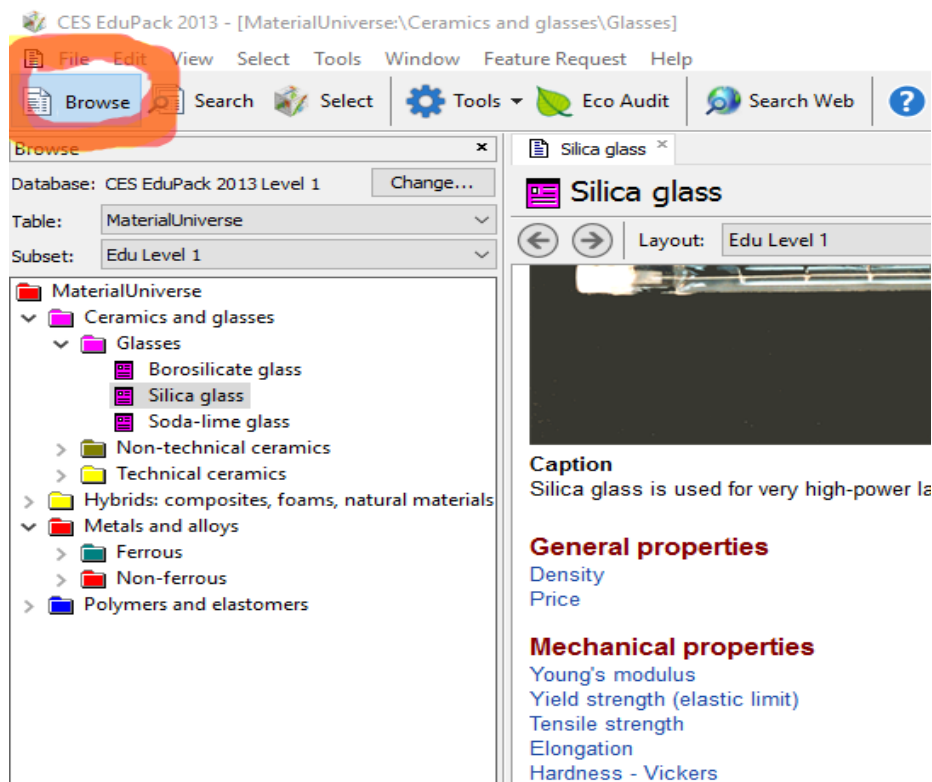 CES EduPack 2013 - [MaterialUniverse:\Ceramics and glasses\Glasses]
File Edit View Select Tools Window Feature Request Help
Browse Search Select Tools Eco Audit Search Web ?
Browse × Silica glass ×
Database: CES EduPack 2013 Level 1 Change...
Silica glass
Table: MaterialUniverse
Subset: Edu Level 1 Layout: Edu Level 1
MaterialUniverse
Ceramics and glasses
Glasses
Borosilicate glass
Silica glass
Soda-lime glass
Non-technical ceramics
Technical ceramics
Hybrids: composites, foams, natural materials
Metals and alloys
Ferrous
Non-ferrous
Polymers and elastomers
Caption
Silica glass is used for very high-power la
General properties
Density
Price
Mechanical properties
Young's modulus
Yield strength (elastic limit)
Tensile strength
Elongation
Hardness - Vickers